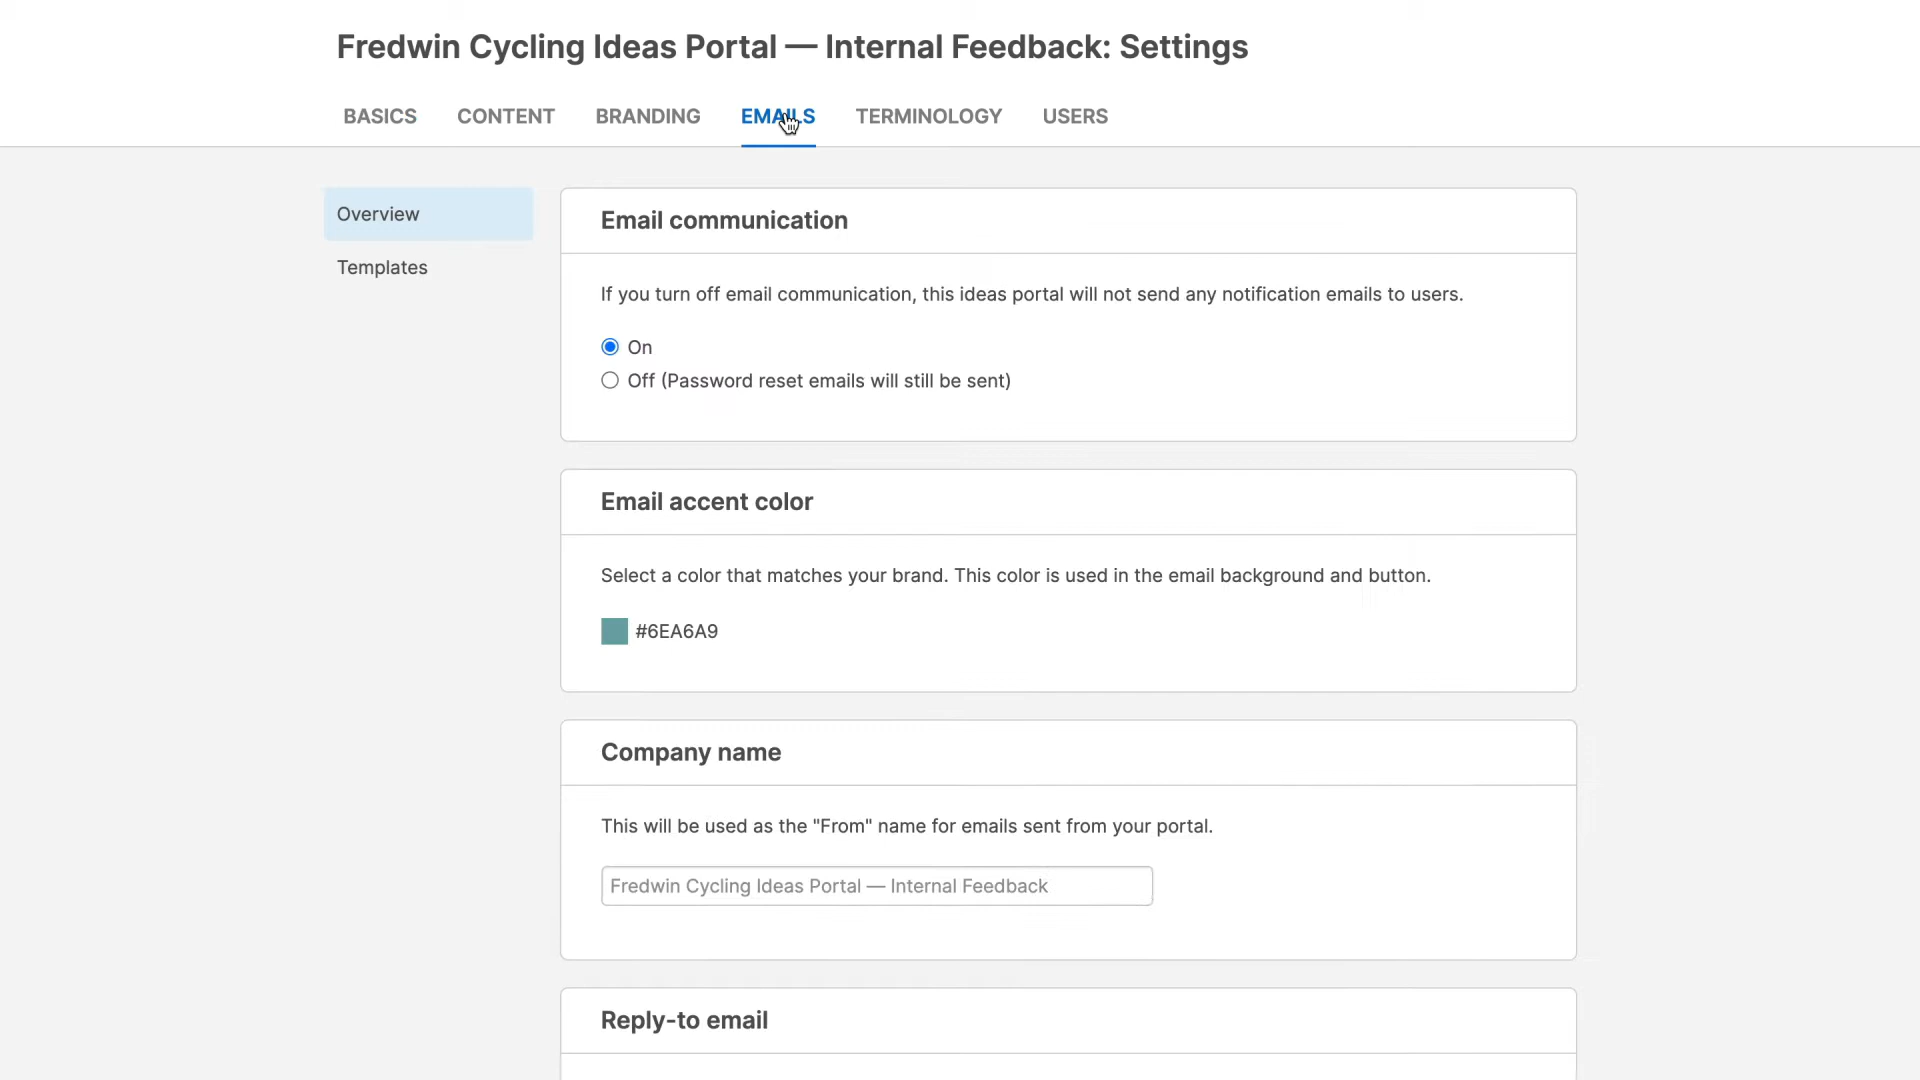 Fredwin Cycling Ideas Portal — Internal Feedback: Settings
BASICS CONTENT BRANDING EMAILS TERMINOLOGY USERS
Overview
Templates
Email communication
If you turn off email communication, this ideas portal will not send any notification emails to users.
On
Off (Password reset emails will still be sent)
Email accent color
Select a color that matches your brand. This color is used in the email background and button.
#6EA6A9
Company name
This will be used as the "From" name for emails sent from your portal.
Fredwin Cycling Ideas Portal — Internal Feedback
Reply-to email